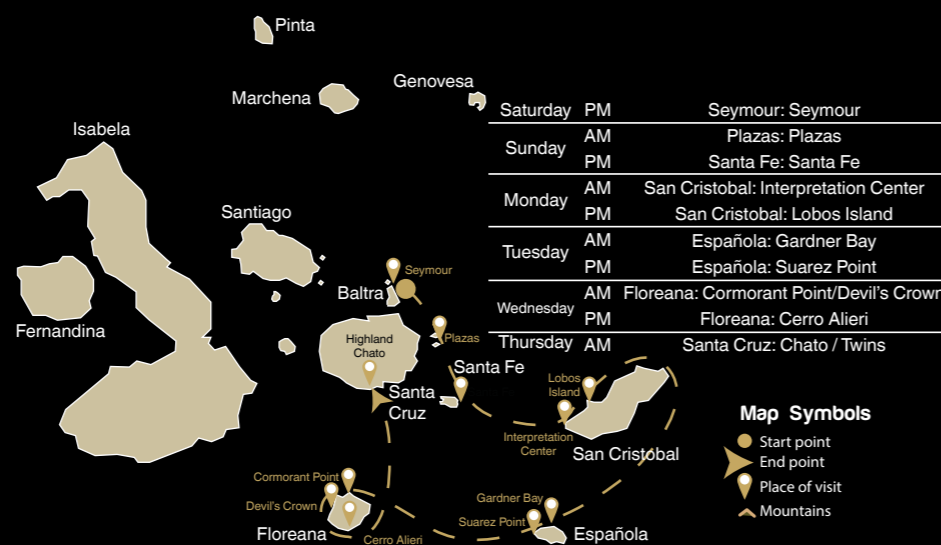 Pinta
Genovesa
Marchena
Isabela
Santiago
Fernandina
Baltra
Seymour
Plazas
Highland
Chato
Santa Fe
Santa
Cruz
Lobos
Island
Interpretation
Center
San Cristobal
Cormorant Point
Devil's Crown
Floreana
Cerro Alieri
Gardner Bay
Suarez Point
Española
Saturday PM Seymour: Seymour
Sunday AM Plazas: Plazas
PM Santa Fe: Santa Fe
Monday AM San Cristobal: Interpretation Center
PM San Cristobal: Lobos Island
Tuesday AM Española: Gardner Bay
PM Española: Suarez Point
Wednesday AM Floreana: Cormorant Point/Devil's Crown
PM Floreana: Cerro Alieri
Thursday AM Santa Cruz: Chato / Twins
Map Symbols
Start point
End point
Place of visit
Mountains